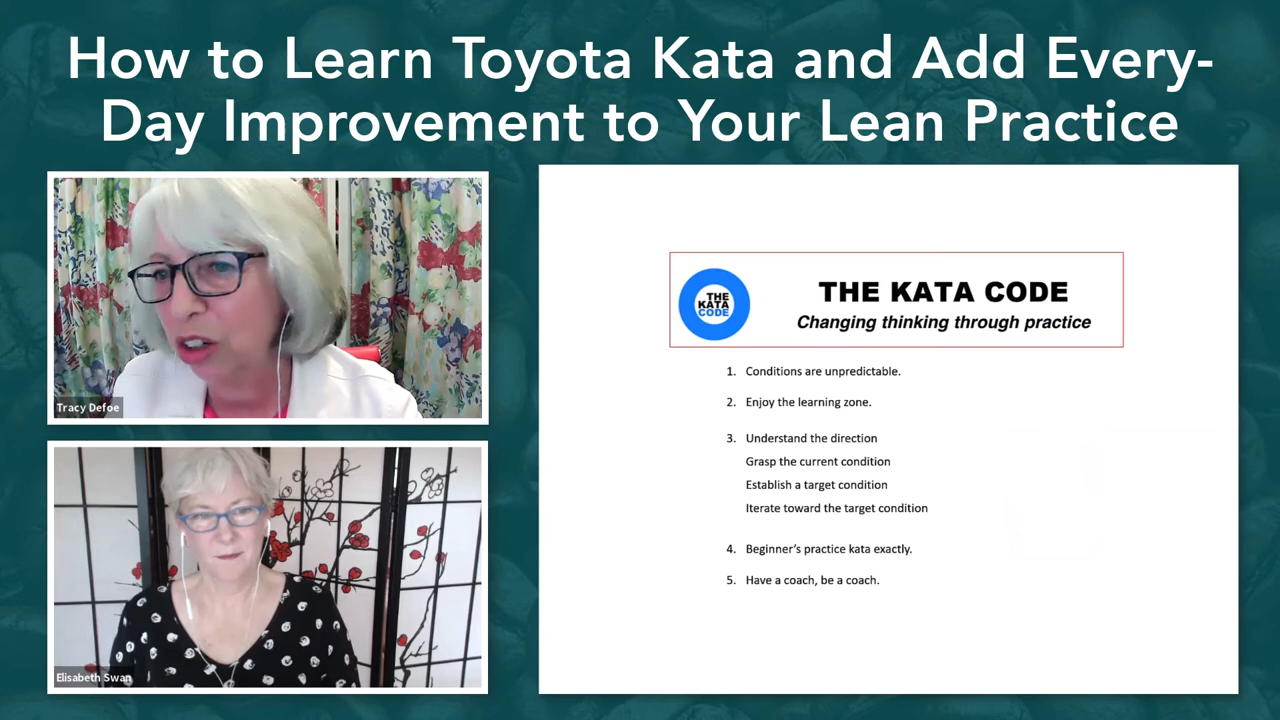 How to Learn Toyota Kata and Add Every-
Day Improvement to Your Lean Practice
Tracy Defoe
Elisabeth Swan
THE
KATA
CODE
THE KATA CODE
Changing thinking through practice
1. Conditions are unpredictable.
2. Enjoy the learning zone.
3. Understand the direction
Grasp the current condition
Establish a target condition
Iterate toward the target condition
4. Beginner's practice kata exactly.
5. Have a coach, be a coach.